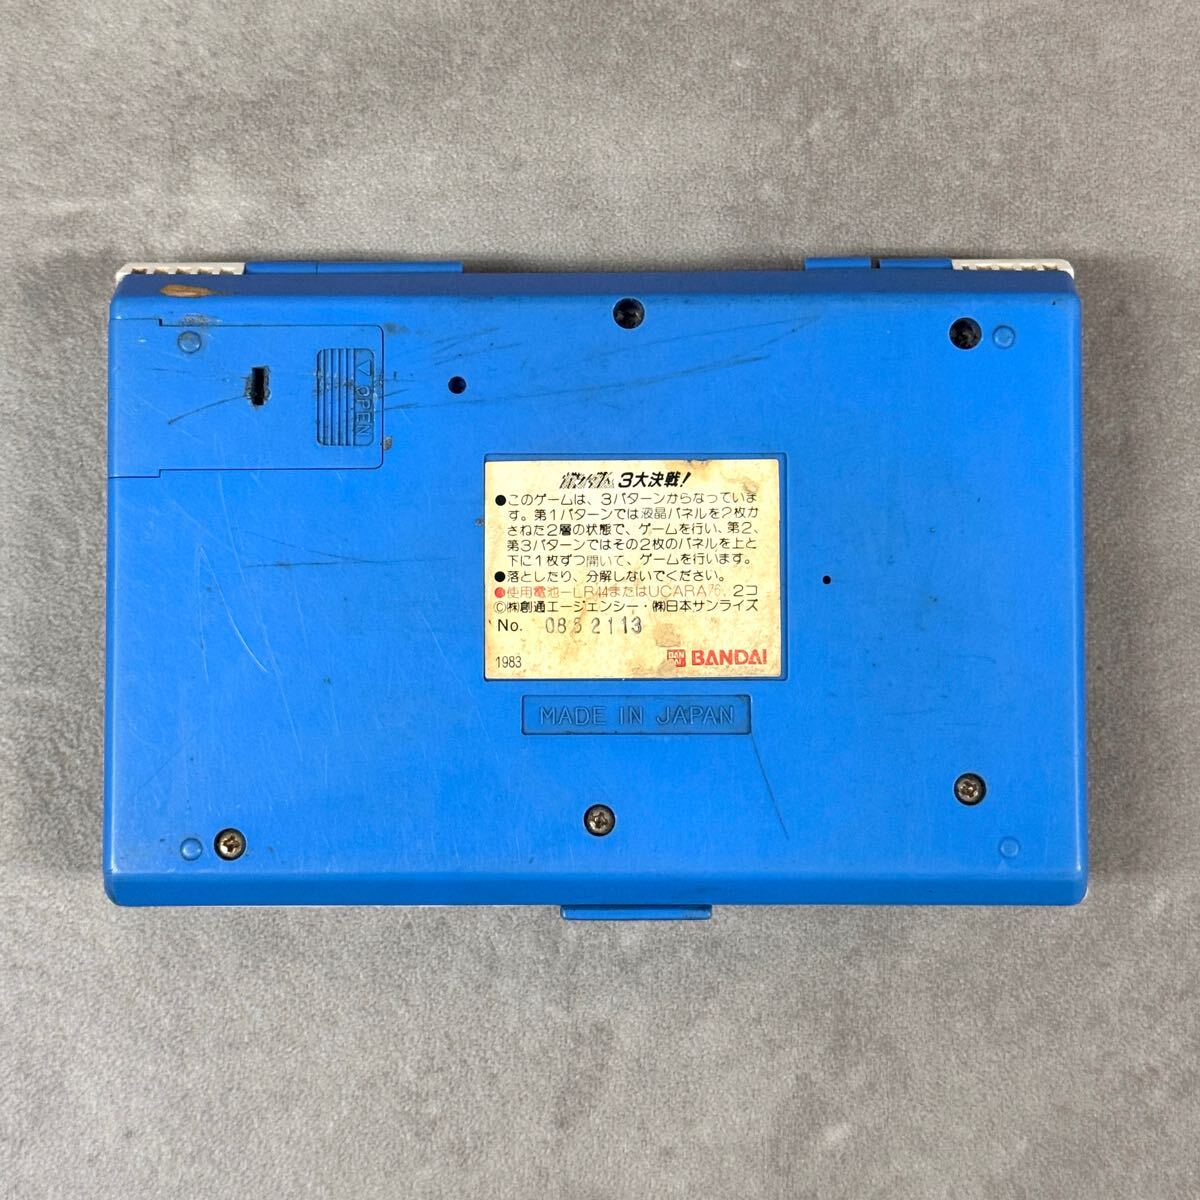 OPEN
ガンダム 3大決戦!
●このゲームは、3パターンからなっていま
す。第1パターンでは液晶パネルを2枚か
さねた2層の状態で、ゲームを行い、第2、
第3パターンではその2枚のパネルを上と
下に1枚ずつ開いて、ゲームを行います。
●落としたり、分解しないでください。
●使用電池−LR44またはUCARA76, 2コ
©㈱創通エージェンシー・㈱日本サンライズ
No. 0852113
1983 BAN DAI BANDAI
MADE IN JAPAN